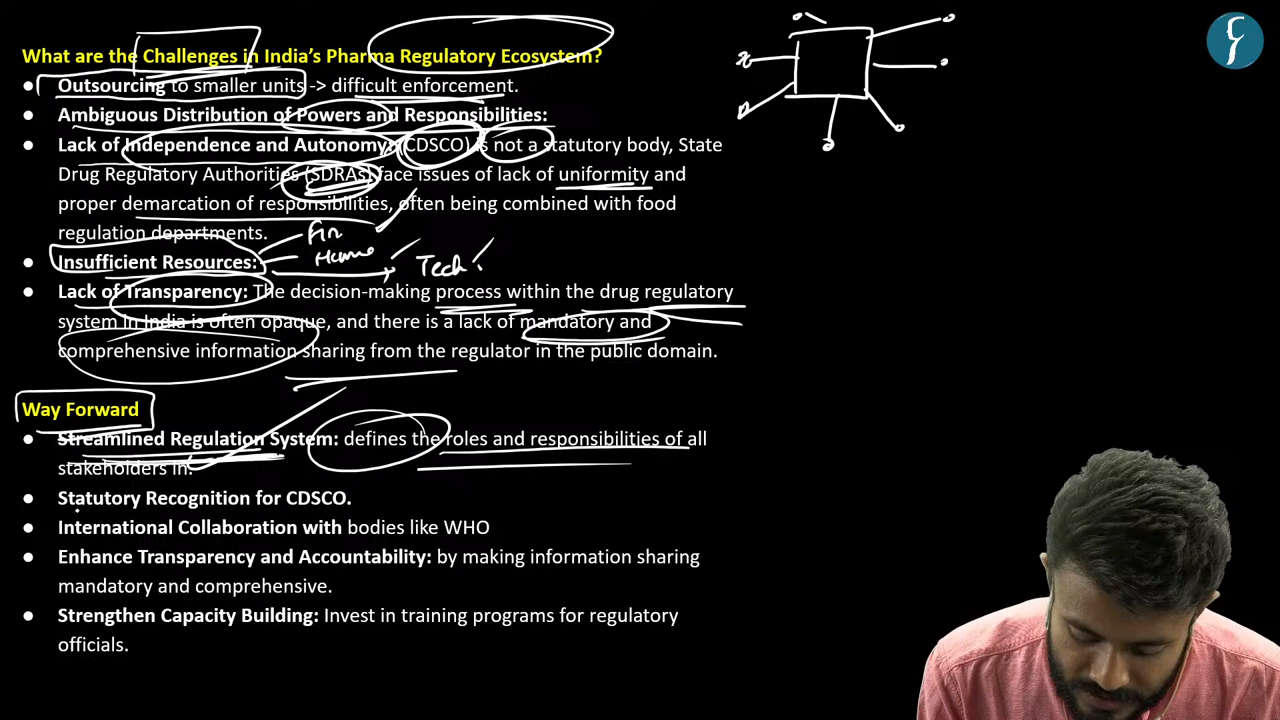 What are the Challenges in India's Pharma Regulatory Ecosystem?
● Outsourcing to smaller units -> difficult enforcement.
● Ambiguous Distribution of Powers and Responsibilities:
● Lack of Independence and Autonomy: (CDSCO) is not a statutory body, State
Drug Regulatory Authorities (SDRAs) face issues of lack of uniformity and
proper demarcation of responsibilities, often being combined with food
regulation departments.
Fin
Human
● Insufficient Resources:
Tech
● Lack of Transparency: The decision-making process within the drug regulatory
system in India is often opaque, and there is a lack of mandatory and
comprehensive information sharing from the regulator in the public domain.
Way Forward
● Streamlined Regulation System: defines the roles and responsibilities of all
stakeholders in.
● Statutory Recognition for CDSCO.
● International Collaboration with bodies like WHO
● Enhance Transparency and Accountability: by making information sharing
mandatory and comprehensive.
● Strengthen Capacity Building: Invest in training programs for regulatory
officials.